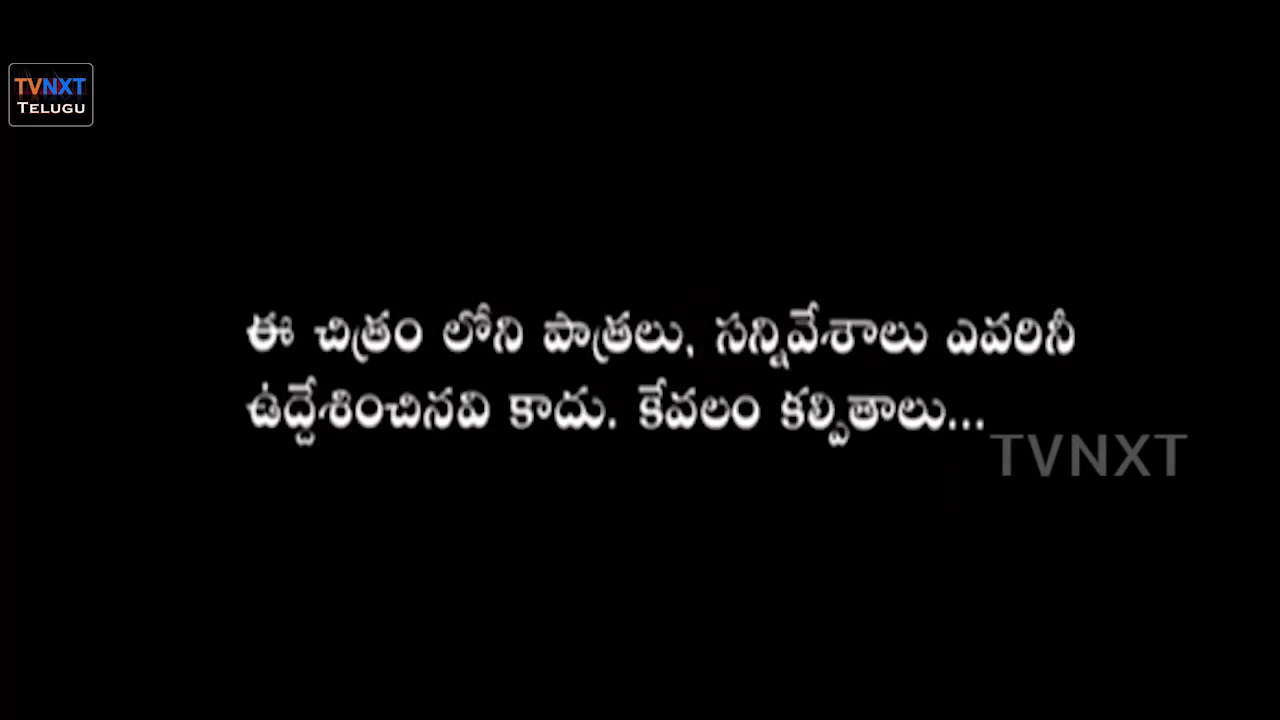 TVNXT
TELUGU
ఈ చిత్రం లోని పాత్రలు, సన్నివేశాలు ఎవరినీ
ఉద్దేశించినవి కాదు. కేవలం కల్పితాలు...
TVNXT